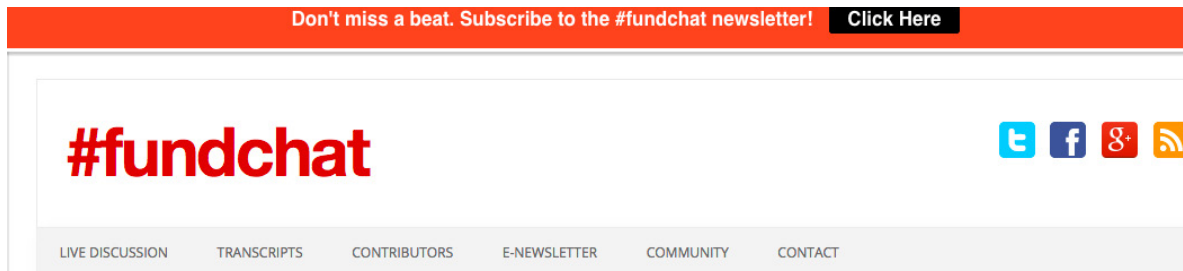 Don't miss a beat. Subscribe to the #fundchat newsletter! Click Here
#fundchat
LIVE DISCUSSION TRANSCRIPTS CONTRIBUTORS E-NEWSLETTER COMMUNITY CONTACT